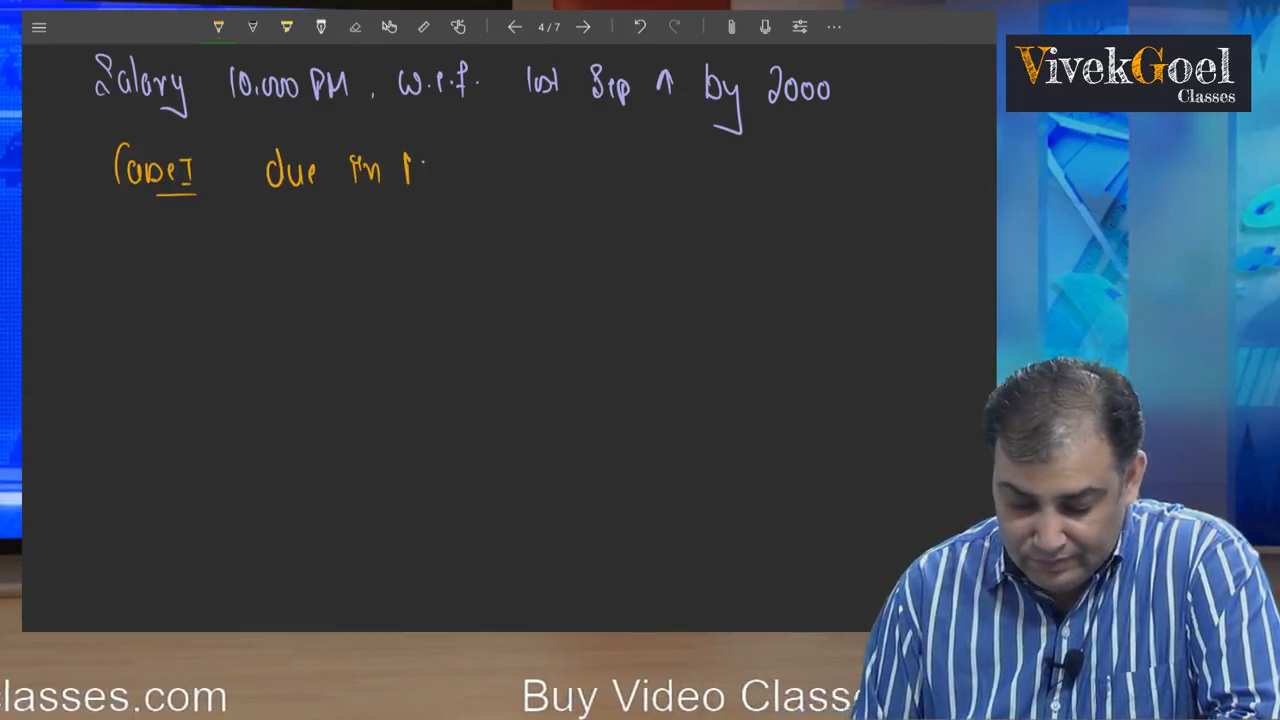 4/7
VivekGoel
Classes
Salary 10,000 PM, w.e.f. 1st Sep ↑ by 2000
Case I due in
classes.com Buy Video Classe